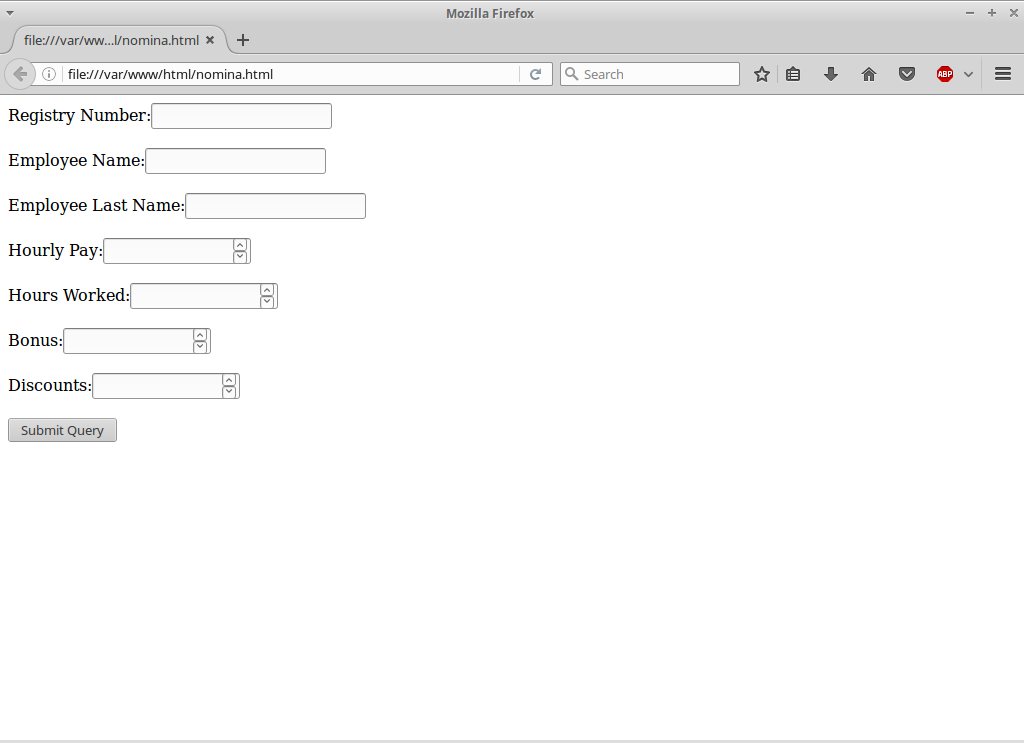 Mozilla Firefox
file:///var/ww...l/nomina.html
file:///var/www/html/nomina.html
Search
ABP
Registry Number:
Employee Name:
Employee Last Name:
Hourly Pay:
Hours Worked:
Bonus:
Discounts:
Submit Query